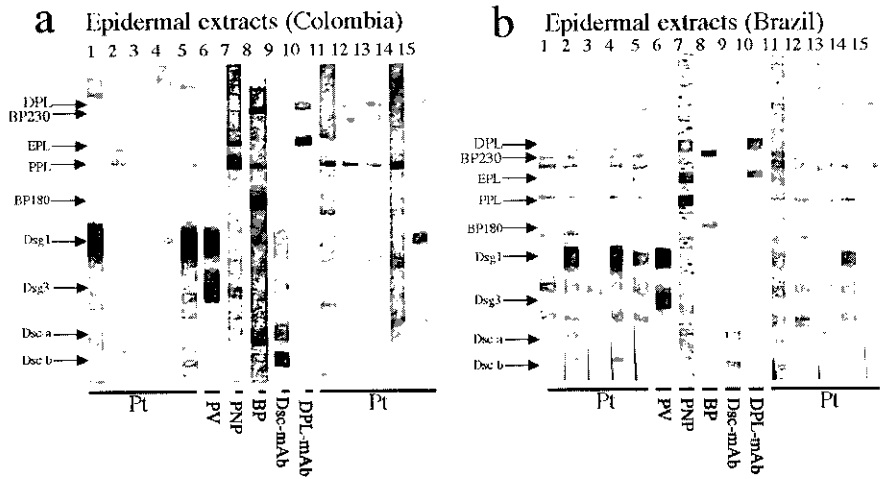 a Epidermal extracts (Colombia)
1 2 3 4 5 6 7 8 9 10 11 12 13 14 15
DPL
BP230
EPL
PPL
BP180
Dsg1
Dsg3
Dsc a
Dsc b
Pt PV PNP BP Dsc-mAb DPL-mAb Pt
b Epidermal extracts (Brazil)
1 2 3 4 5 6 7 8 9 10 11 12 13 14 15
DPL
BP230
EPL
PPL
BP180
Dsg1
Dsg3
Dsc a
Dsc b
Pt PV PNP BP Dsc-mAb DPL-mAb Pt